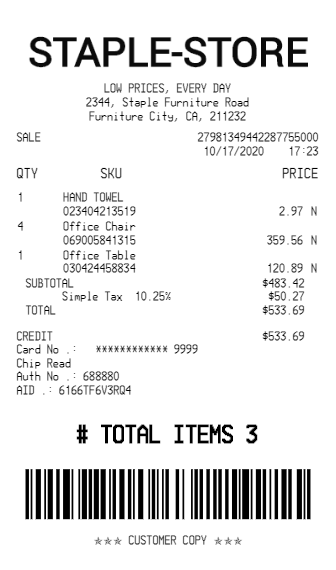 STAPLE-STORE
LOW PRICES, EVERY DAY
2344, Staple Furniture Road
Furniture City, CA, 211232
SALE 27981349442287755000
10/17/2020 17:23
QTY SKU PRICE
1 HAND TOWEL
023404213519 2.97 N
4 Office Chair
069005841315 359.56 N
1 Office Table
030424458834 120.89 N
SUBTOTAL $483.42
Simple Tax 10.25% $50.27
TOTAL $533.69
CREDIT $533.69
Card No .: ************ 9999
Chip Read
Auth No .: 688880
AID .: 6166TF6V3RQ4
# TOTAL ITEMS 3
*** CUSTOMER COPY ***